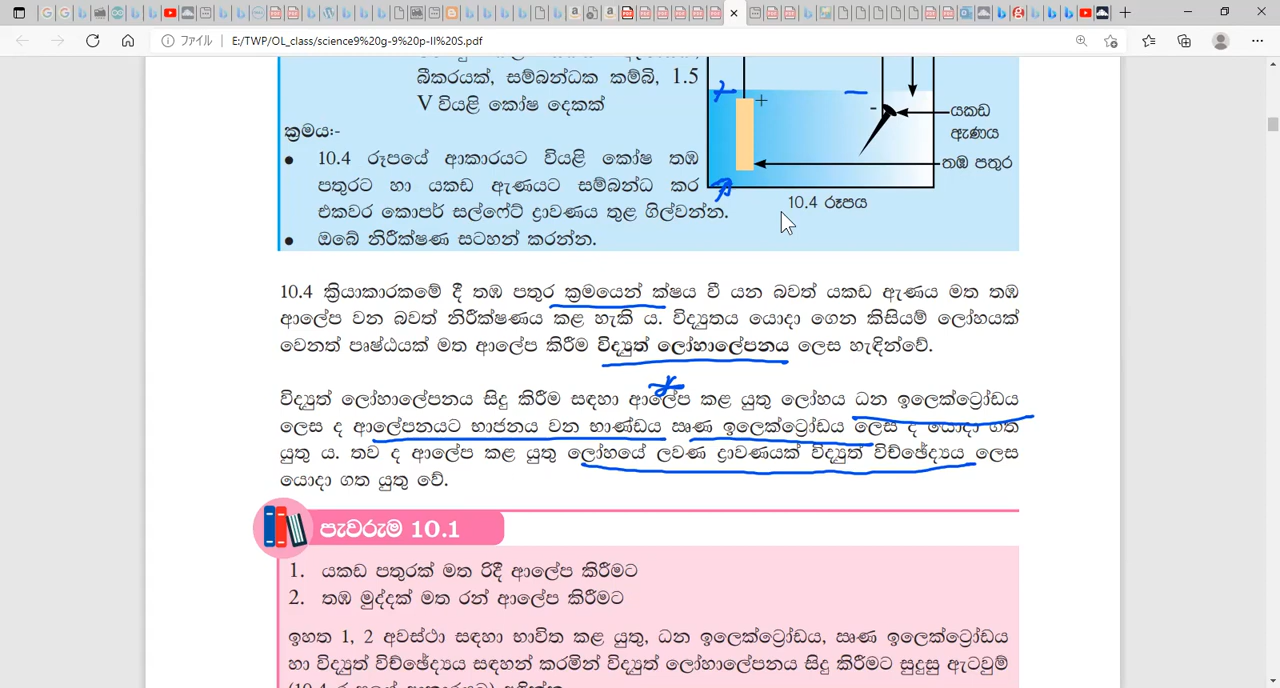 ෆයිල්
E:/TWP/OL_class/science9%20g-9%20p-II%20S.pdf
බීකරයක්, සම්බන්ධක කම්බි, 1.5
V වියළි කෝෂ දෙකක්
ක්‍රමය:-
● 10.4 රූපයේ ආකාරයට වියළි කෝෂ තඹ
පතුරට හා යකඩ ඇණයට සම්බන්ධ කර
එකවර කොපර් සල්ෆේට් ද්‍රාවණය තුළ ගිල්වන්න.
● ඔබේ නිරීක්ෂණ සටහන් කරන්න.
+
+
-
-
යකඩ
ඇණය
තඹ පතුර
10.4 රූපය
10.4 ක්‍රියාකාරකමේ දී තඹ පතුර ක්‍රමයෙන් ක්ෂය වී යන බවත් යකඩ ඇණය මත තඹ
ආලේප වන බවත් නිරීක්ෂණය කළ හැකි ය. විද්‍යුතය යොදා ගෙන කිසියම් ලෝහයක්
වෙනත් පෘෂ්ඨයක් මත ආලේප කිරීම විද්‍යුත් ලෝහාලේපනය ලෙස හැඳින්වේ.
විද්‍යුත් ලෝහාලේපනය සිදු කිරීම සඳහා ආලේප කළ යුතු ලෝහය ධන ඉලෙක්ට්‍රෝඩය
ලෙස ද ආලේපනයට භාජනය වන භාණ්ඩය ඍණ ඉලෙක්ට්‍රෝඩය ලෙස ද යොදා ගත
යුතු ය. තව ද ආලේප කළ යුතු ලෝහයේ ලවණ ද්‍රාවණයක් විද්‍යුත් විච්ඡේද්‍යය ලෙස
යොදා ගත යුතු වේ.
පැවරුම 10.1
1. යකඩ පතුරක් මත රිදී ආලේප කිරීමට
2. තඹ මුද්දක් මත රන් ආලේප කිරීමට
ඉහත 1, 2 අවස්ථා සඳහා භාවිත කළ යුතු, ධන ඉලෙක්ට්‍රෝඩය, ඍණ ඉලෙක්ට්‍රෝඩය
හා විද්‍යුත් විච්ඡේද්‍යය සඳහන් කරමින් විද්‍යුත් ලෝහාලේපනය සිදු කිරීමට සුදුසු ඇටවුම්